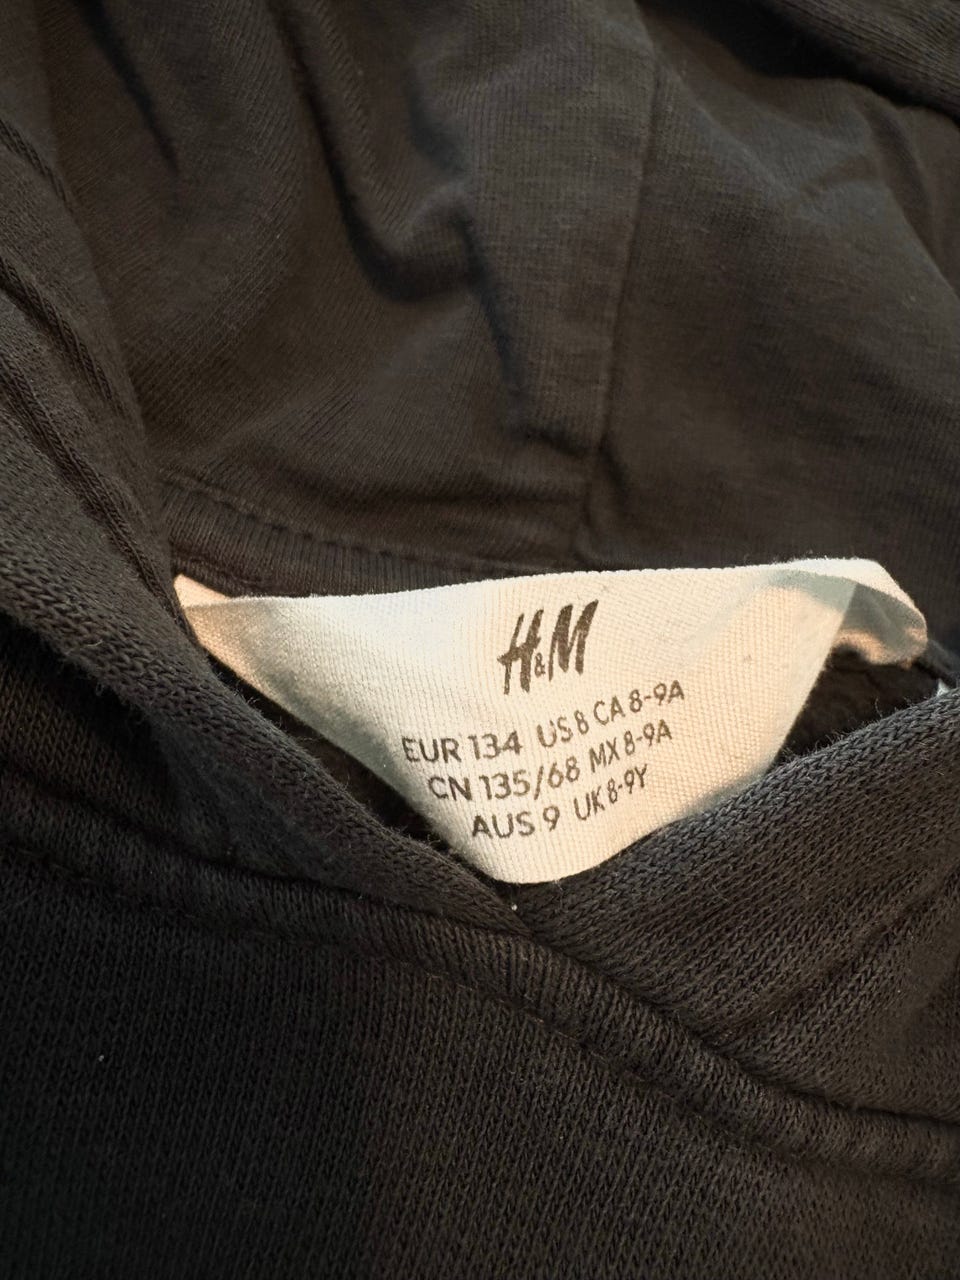 H&M
EUR 134 US 8 CA 8-9A
CN 135/68 MX 8-9A
AUS 9 UK 8-9Y